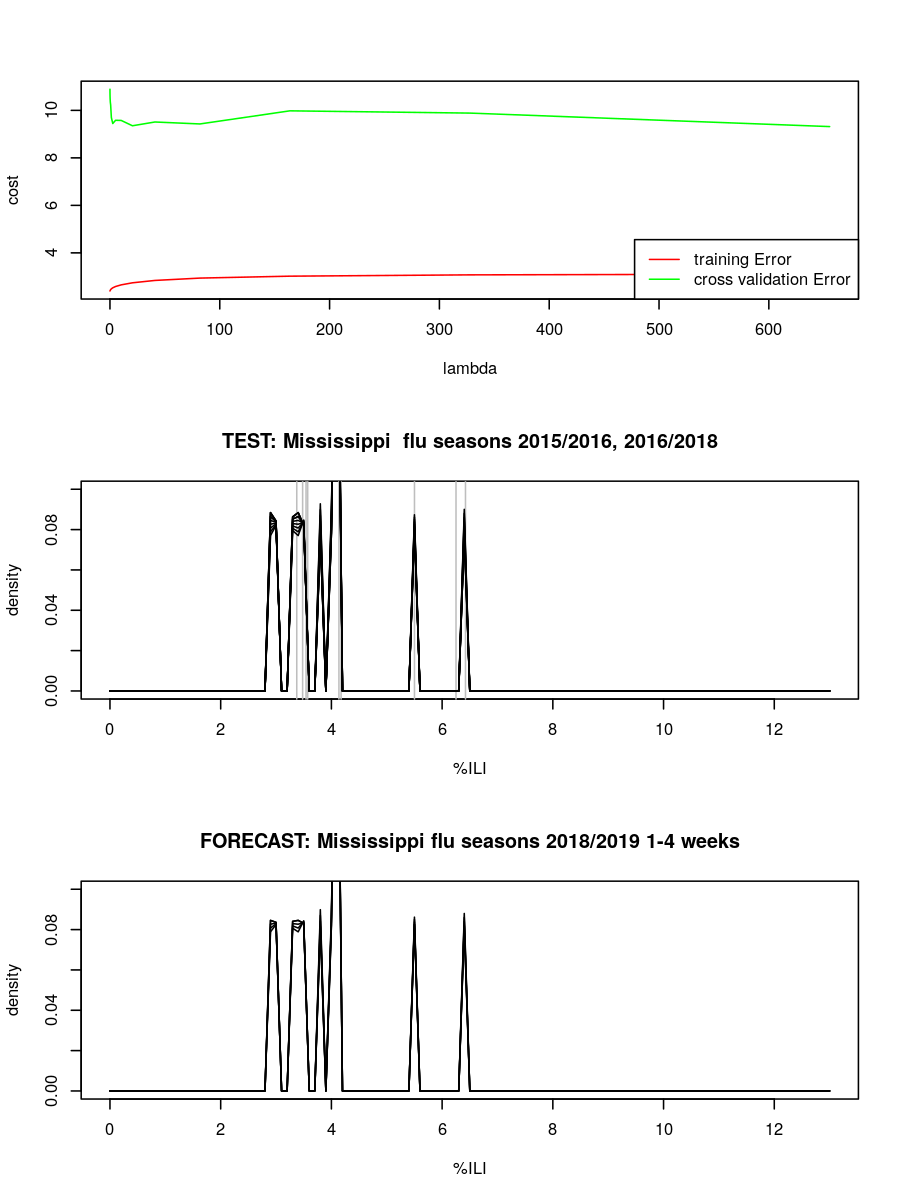 10
8
6
4
cost
training Error
cross validation Error
0 100 200 300 400 500 600
lambda
TEST: Mississippi  flu seasons 2015/2016, 2016/2018
0.08
0.04
0.00
density
0 2 4 6 8 10 12
%ILI
FORECAST: Mississippi flu seasons 2018/2019 1-4 weeks
0.08
0.04
0.00
density
0 2 4 6 8 10 12
%ILI